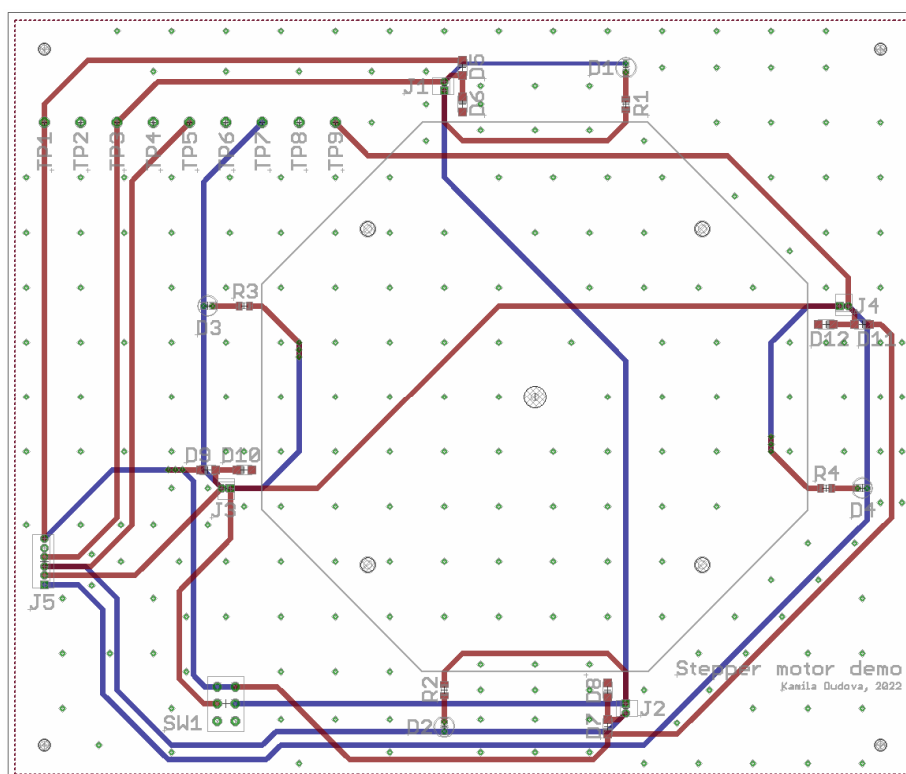 D5
J1
D1
D6
R1
TP1
TP2
TP3
TP4
TP5
TP6
TP7
TP8
TP9
R3
D3
J4
D12
D11
D9
D10
J3
R4
D4
J5
Stepper motor demo
Kamila Dudova, 2022
R2
D8
SW1
D2
D7
J2